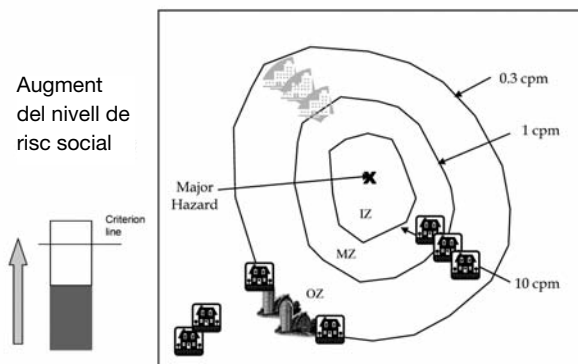 Augment
del nivell de
risc social
Criterion
line
0.3 cpm
1 cpm
Major
Hazard
IZ
MZ
OZ
10 cpm